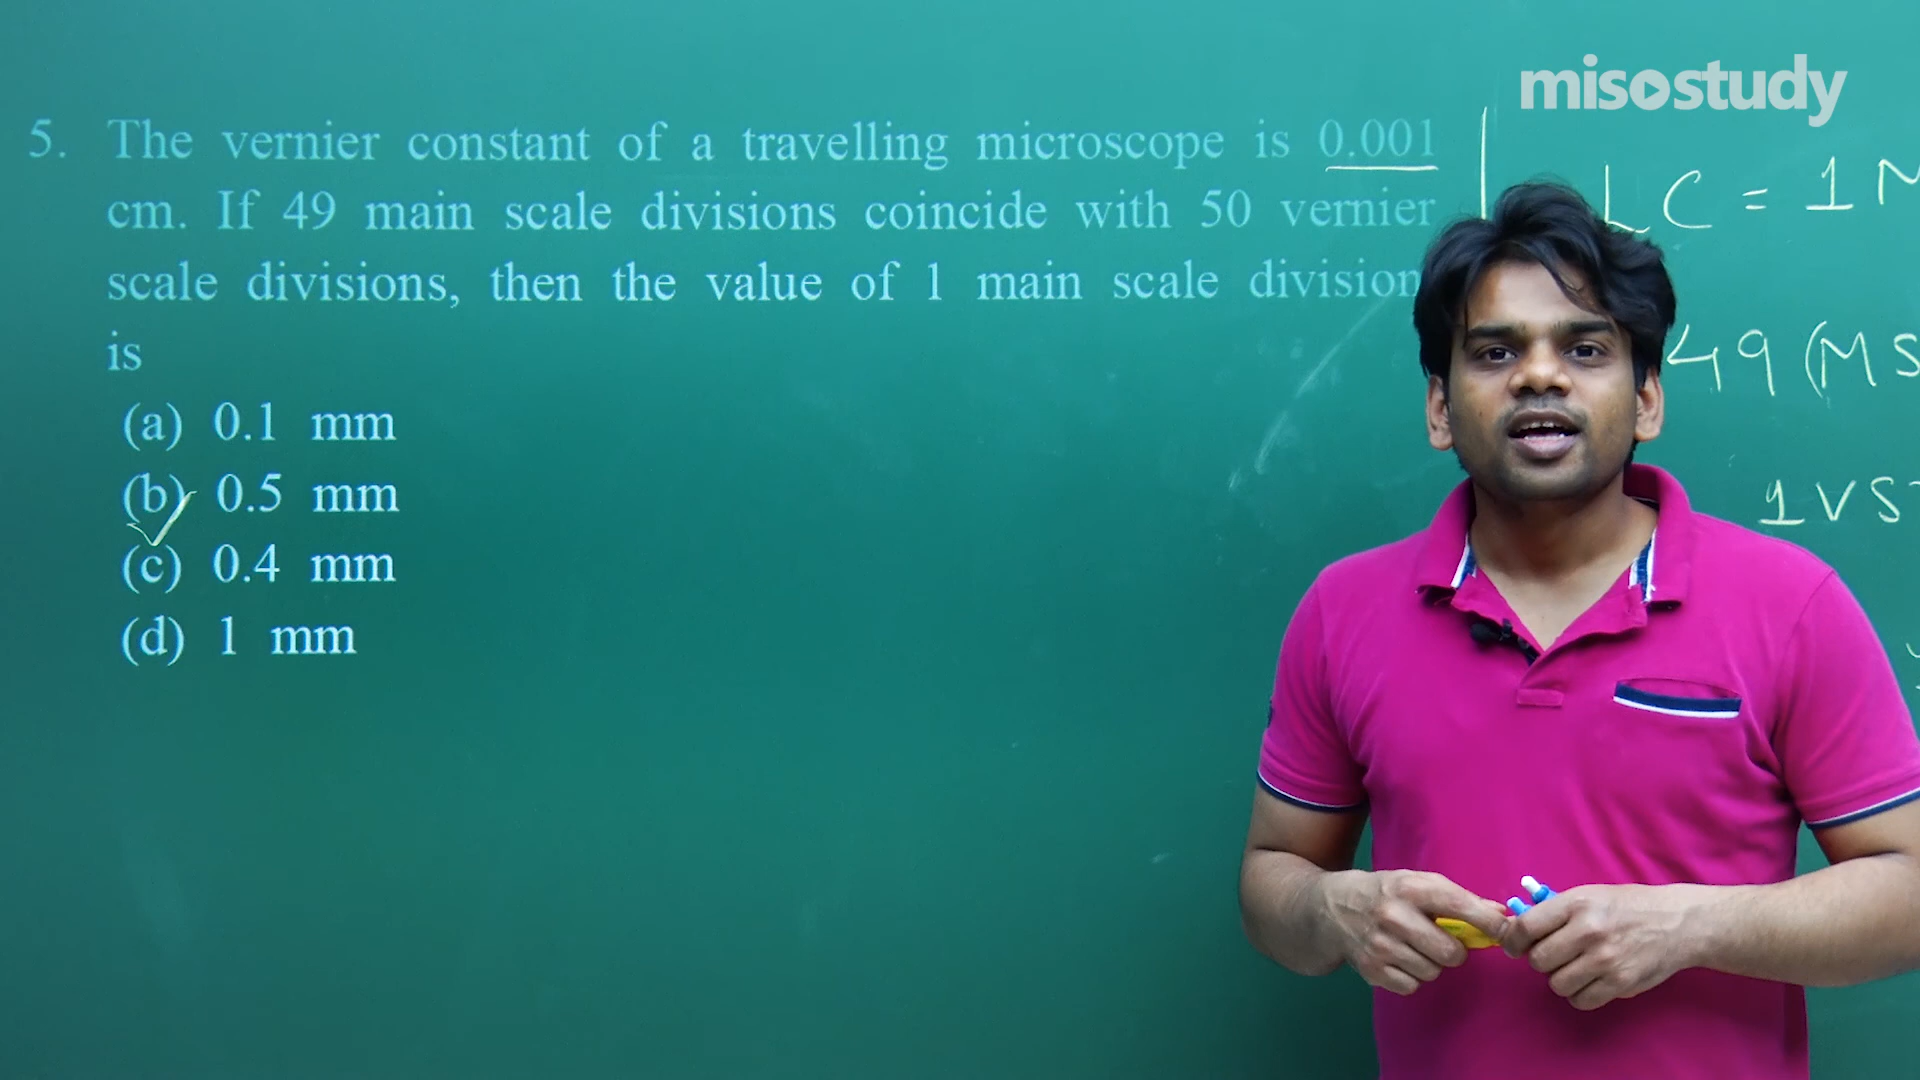 misostudy
5. The vernier constant of a travelling microscope is 0.001
cm. If 49 main scale divisions coincide with 50 vernier
scale divisions, then the value of 1 main scale division
is
(a) 0.1 mm
(b) 0.5 mm
(c) 0.4 mm
(d) 1 mm
LC = 1 M
49 (MS
1 VS